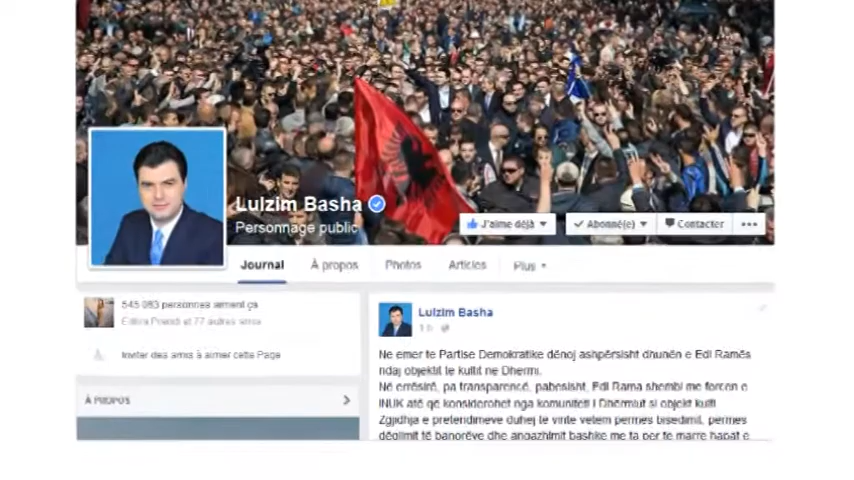 Lulzim Basha
Personnage public
J'aime déjà
Abonné(e)
Contacter
Journal
À propos
Photos
Articles
Plus
545 083 personnes aiment ça
et 77 autres amis
Inviter des amis à aimer cette Page
À PROPOS
Lulzim Basha
1 h
Ne emer te Partise Demokratike dënoj ashpërsisht dhunën e Edi Ramës
ndaj objektit te kultit ne Dhermi.
Në errësirë, pa transparencë, pabesisht, Edi Rama shembi me forcen e
INUK atë që konsiderohet nga komuniteti i Dhërmiut si objekt kulti.
Zgjidhja e pretendimeve duhej te vinte vetem permes bisedimit, permes
dëgjimit të banorëve dhe angazhimit bashke me ta per te marre hapat e